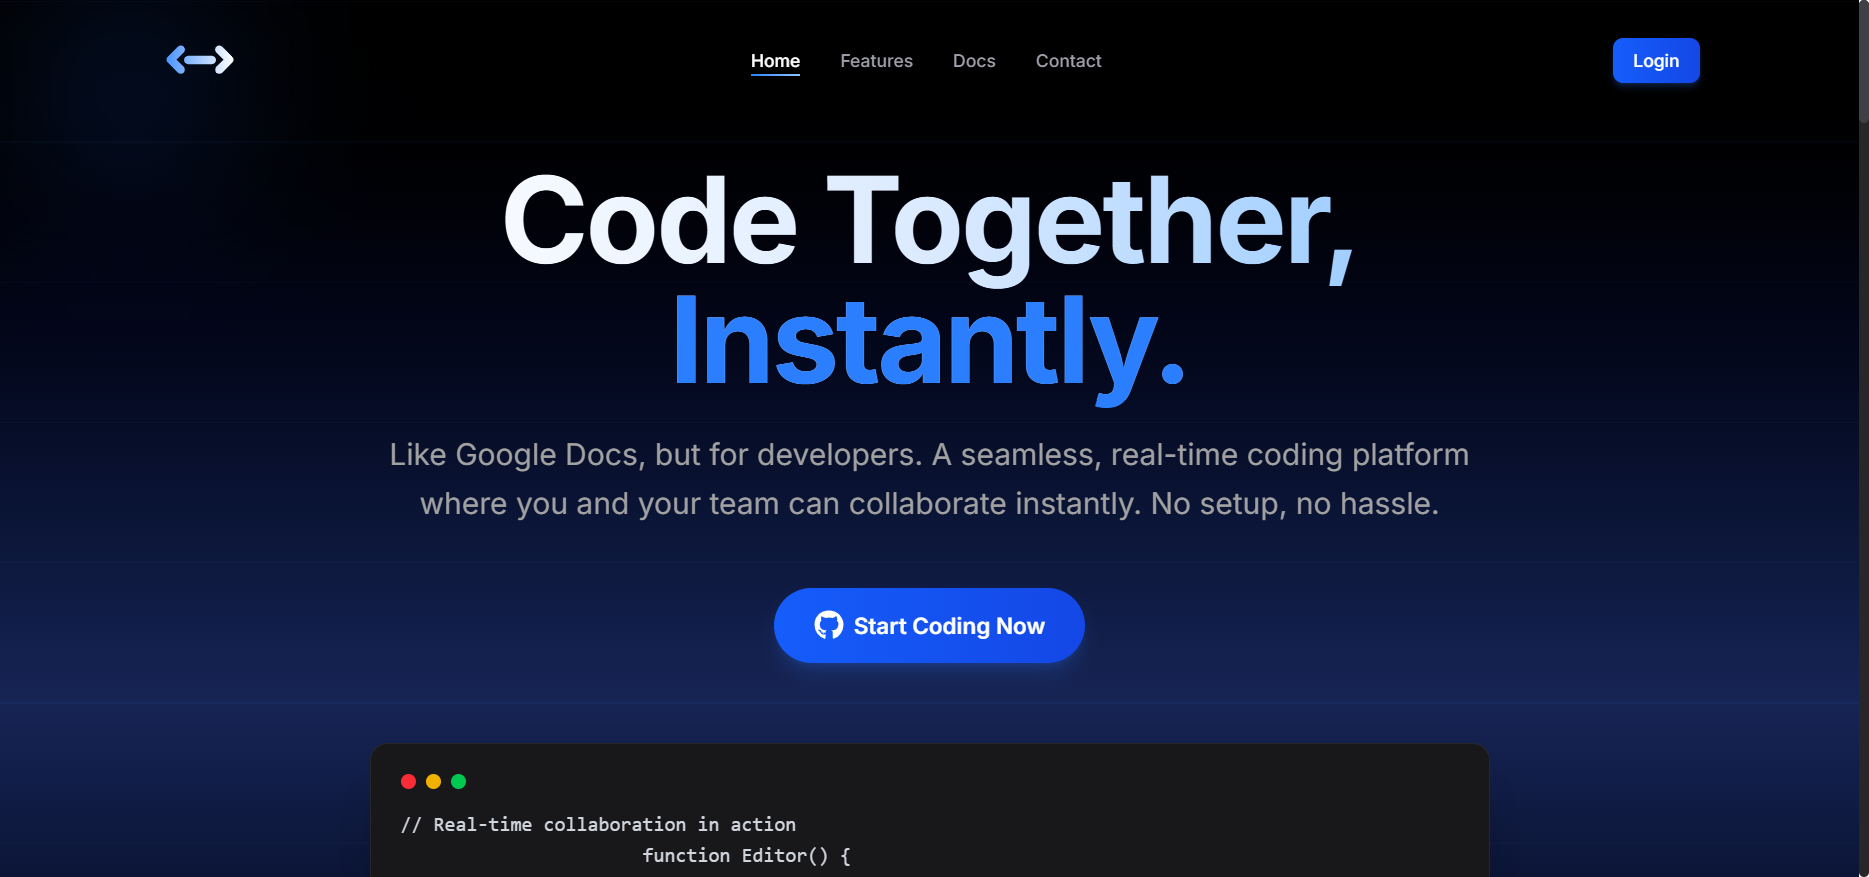 Home
Features
Docs
Contact
Login
Code Together,
Instantly.
Like Google Docs, but for developers. A seamless, real-time coding platform
where you and your team can collaborate instantly. No setup, no hassle.
Start Coding Now
// Real-time collaboration in action
function Editor() {